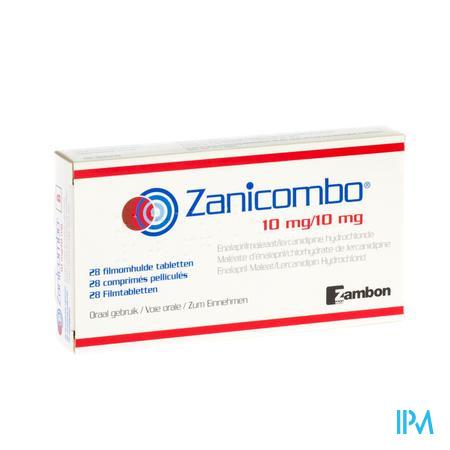 Zanicombo®
10 mg/10 mg
Enalaprilmaleaat/lercanidipine hydrochloride
Maléate d'énalapril/chlorhydrate de lercanidipine
Enalapril Maleat/Lercanidipin Hydrochlorid
28 filmomhulde tabletten
28 comprimés pelliculés
28 Filmtabletten
Oraal gebruik / Voie orale / Zum Einnehmen
Zambon
Zanicombo
IPM